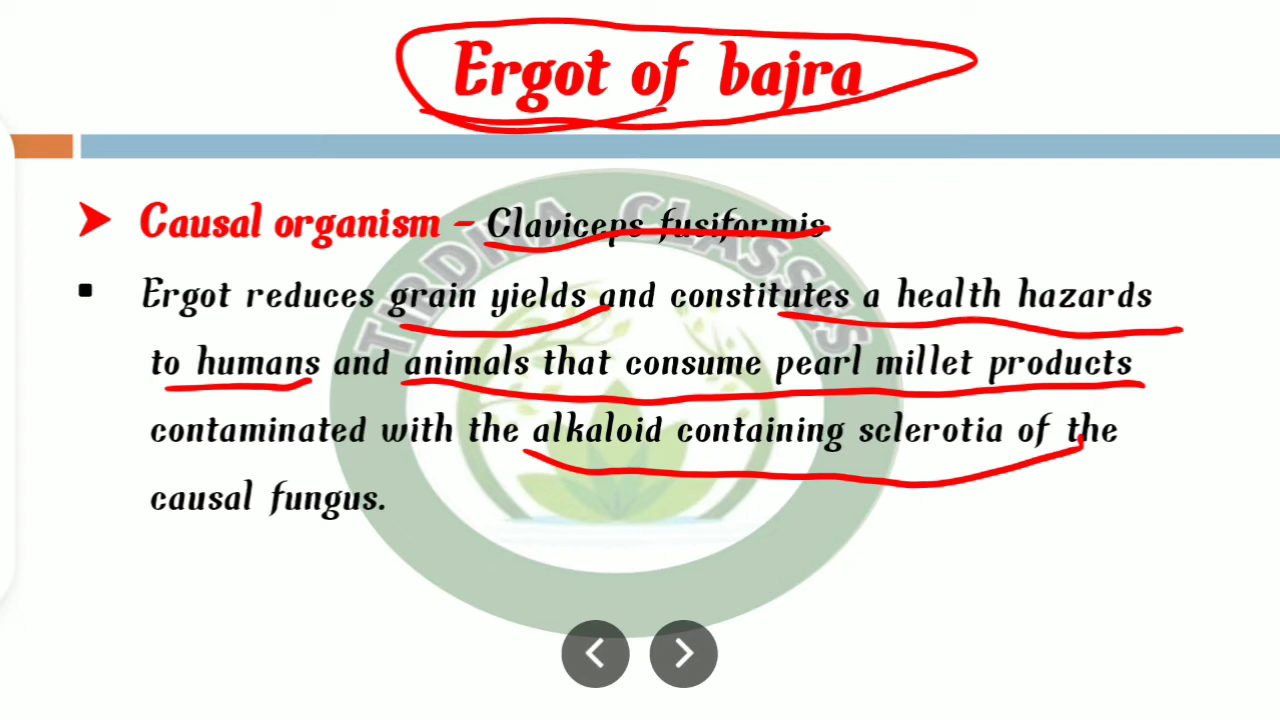 Ergot of bajra
Causal organism – Claviceps fusiformis
Ergot reduces grain yields and constitutes a health hazards
to humans and animals that consume pearl millet products
contaminated with the alkaloid containing sclerotia of the
causal fungus.
CLASSES